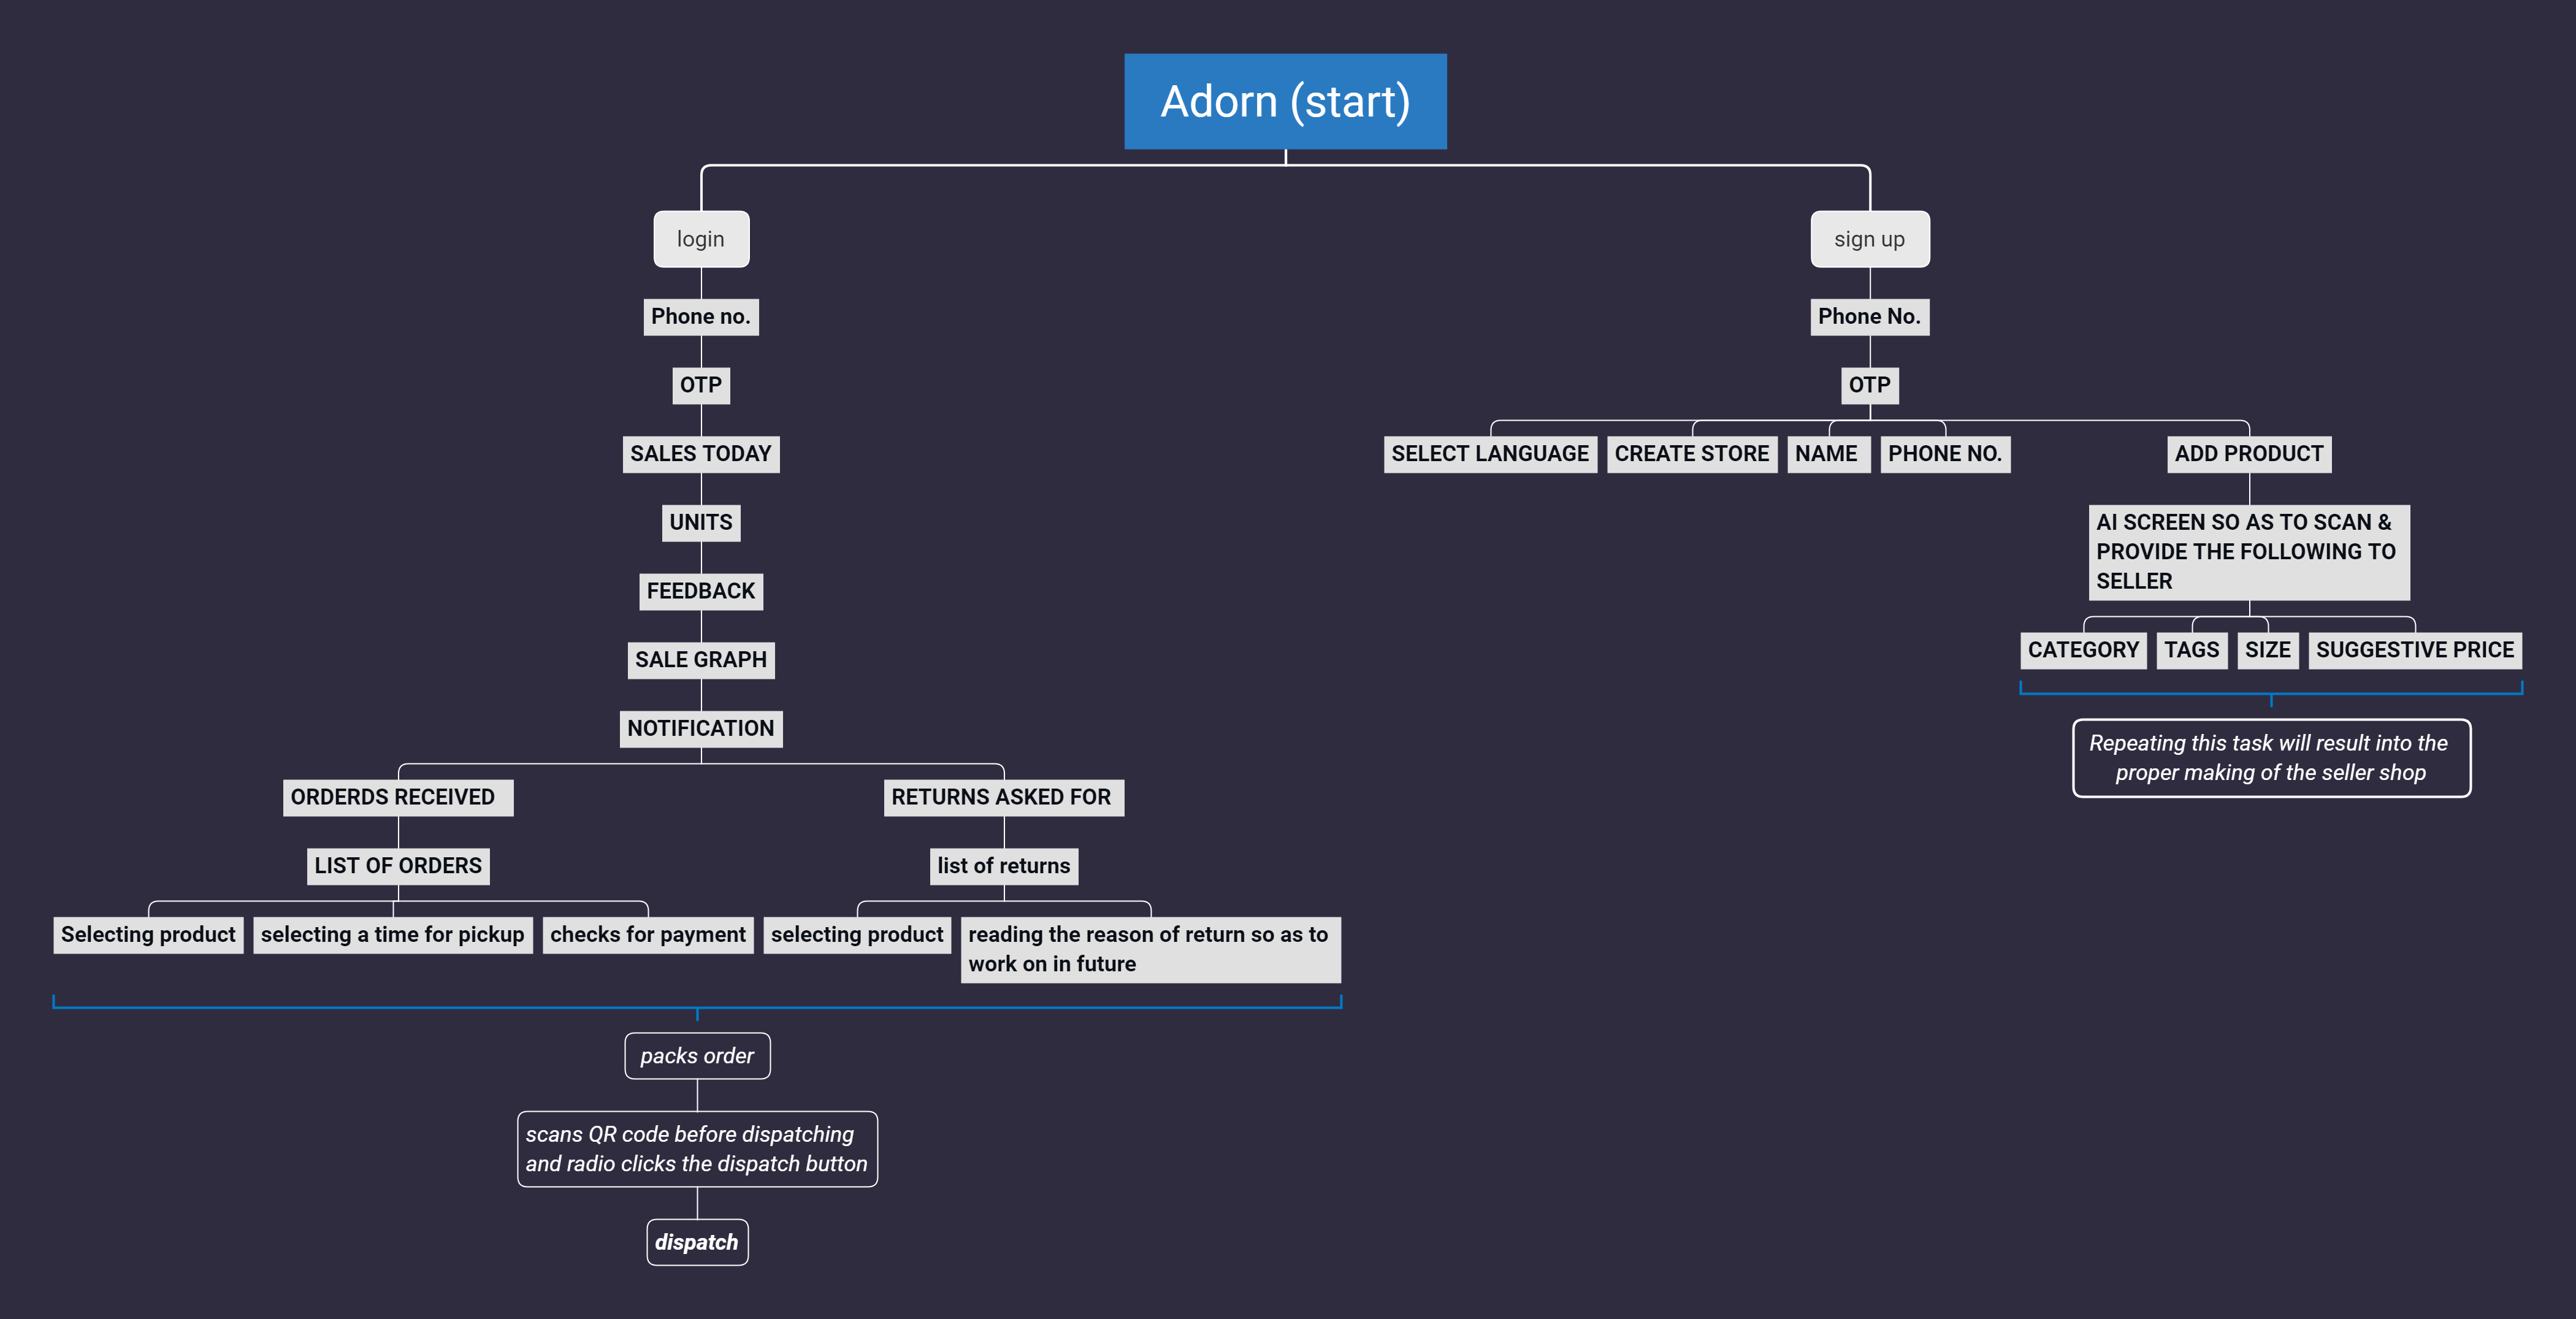 Adorn (start)
login
sign up
Phone no.
Phone No.
OTP
OTP
SALES TODAY
SELECT LANGUAGE
CREATE STORE
NAME
PHONE NO.
ADD PRODUCT
UNITS
AI SCREEN SO AS TO SCAN &
PROVIDE THE FOLLOWING TO
SELLER
FEEDBACK
SALE GRAPH
CATEGORY
TAGS
SIZE
SUGGESTIVE PRICE
NOTIFICATION
Repeating this task will result into the
proper making of the seller shop
ORDERDS RECEIVED
RETURNS ASKED FOR
LIST OF ORDERS
list of returns
Selecting product
selecting a time for pickup
checks for payment
selecting product
reading the reason of return so as to
work on in future
packs order
scans QR code before dispatching
and radio clicks the dispatch button
dispatch